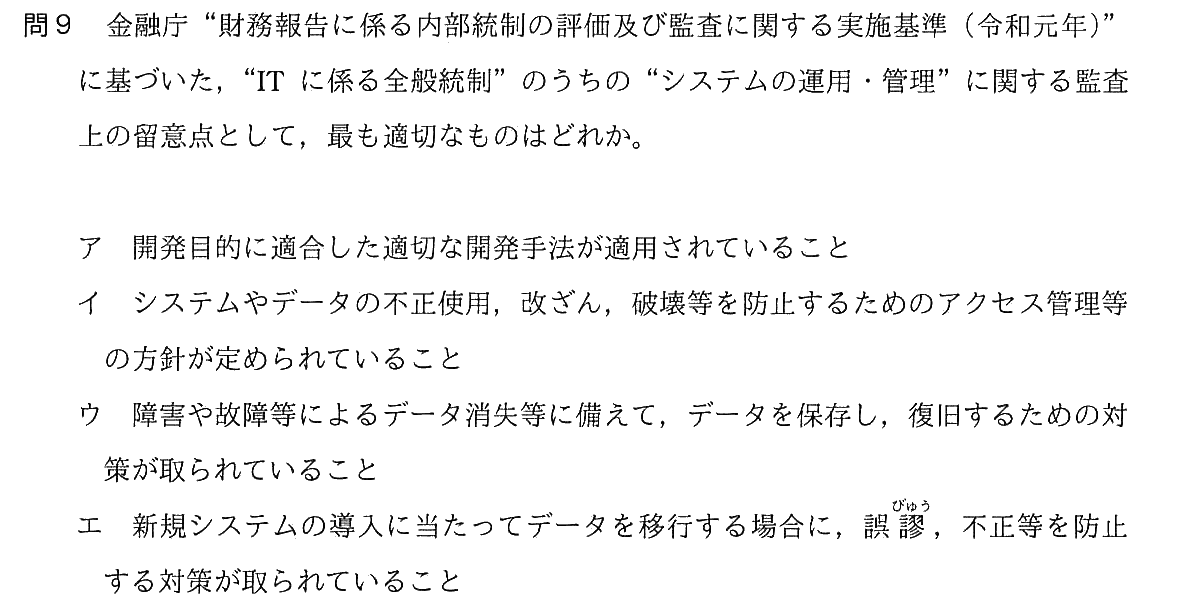 問9 金融庁“財務報告に係る内部統制の評価及び監査に関する実施基準（令和元年）”
に基づいた，“IT に係る全般統制”のうちの“システムの運用・管理”に関する監査
上の留意点として，最も適切なものはどれか。
ア 開発目的に適合した適切な開発手法が適用されていること
イ システムやデータの不正使用，改ざん，破壊等を防止するためのアクセス管理等
の方針が定められていること
ウ 障害や故障等によるデータ消失等に備えて，データを保存し，復旧するための対
策が取られていること
びゅう
エ 新規システムの導入に当たってデータを移行する場合に，誤謬，不正等を防止
する対策が取られていること